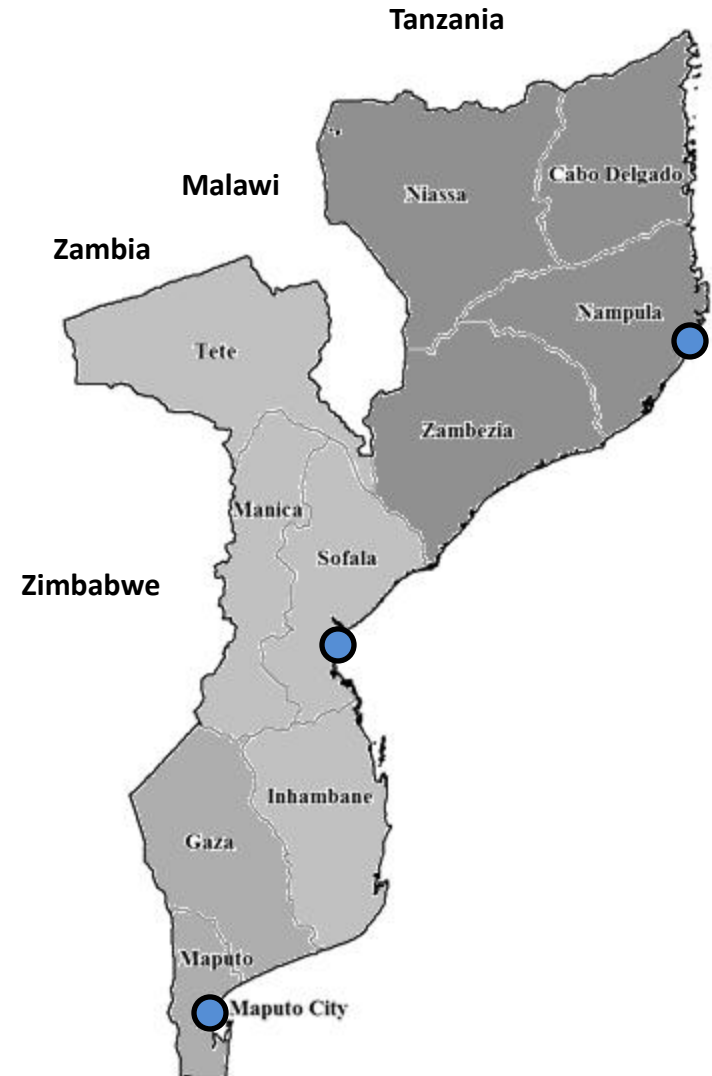 Tanzania
Cabo Delgado
Malawi
Niassa
Zambia
Nampula
Tete
Zambezia
Manica
Sofala
Zimbabwe
Inhambane
Gaza
Maputo
Maputo City